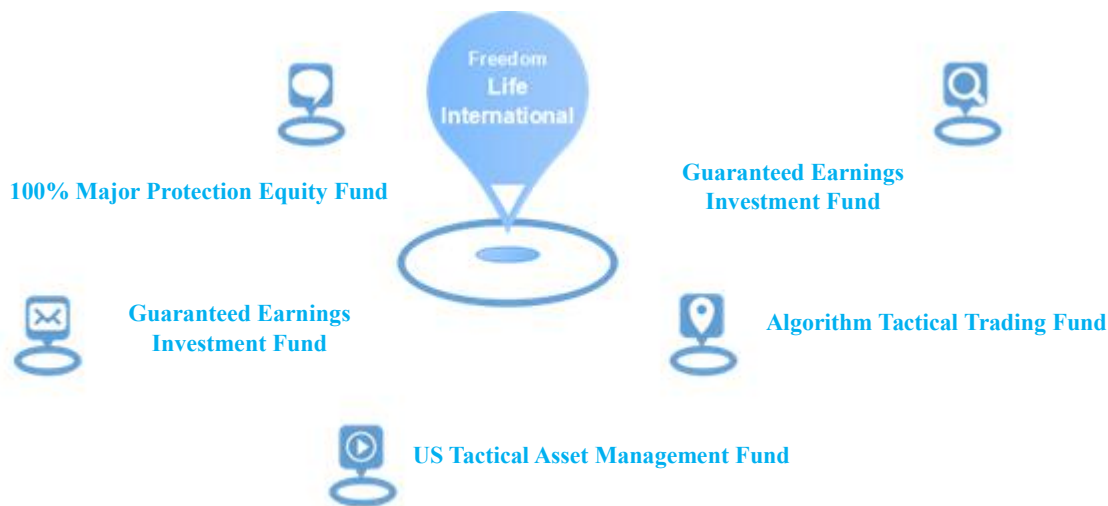 Freedom
Life
International
100% Major Protection Equity Fund
Guaranteed Earnings
Investment Fund
Guaranteed Earnings
Investment Fund
Algorithm Tactical Trading Fund
US Tactical Asset Management Fund